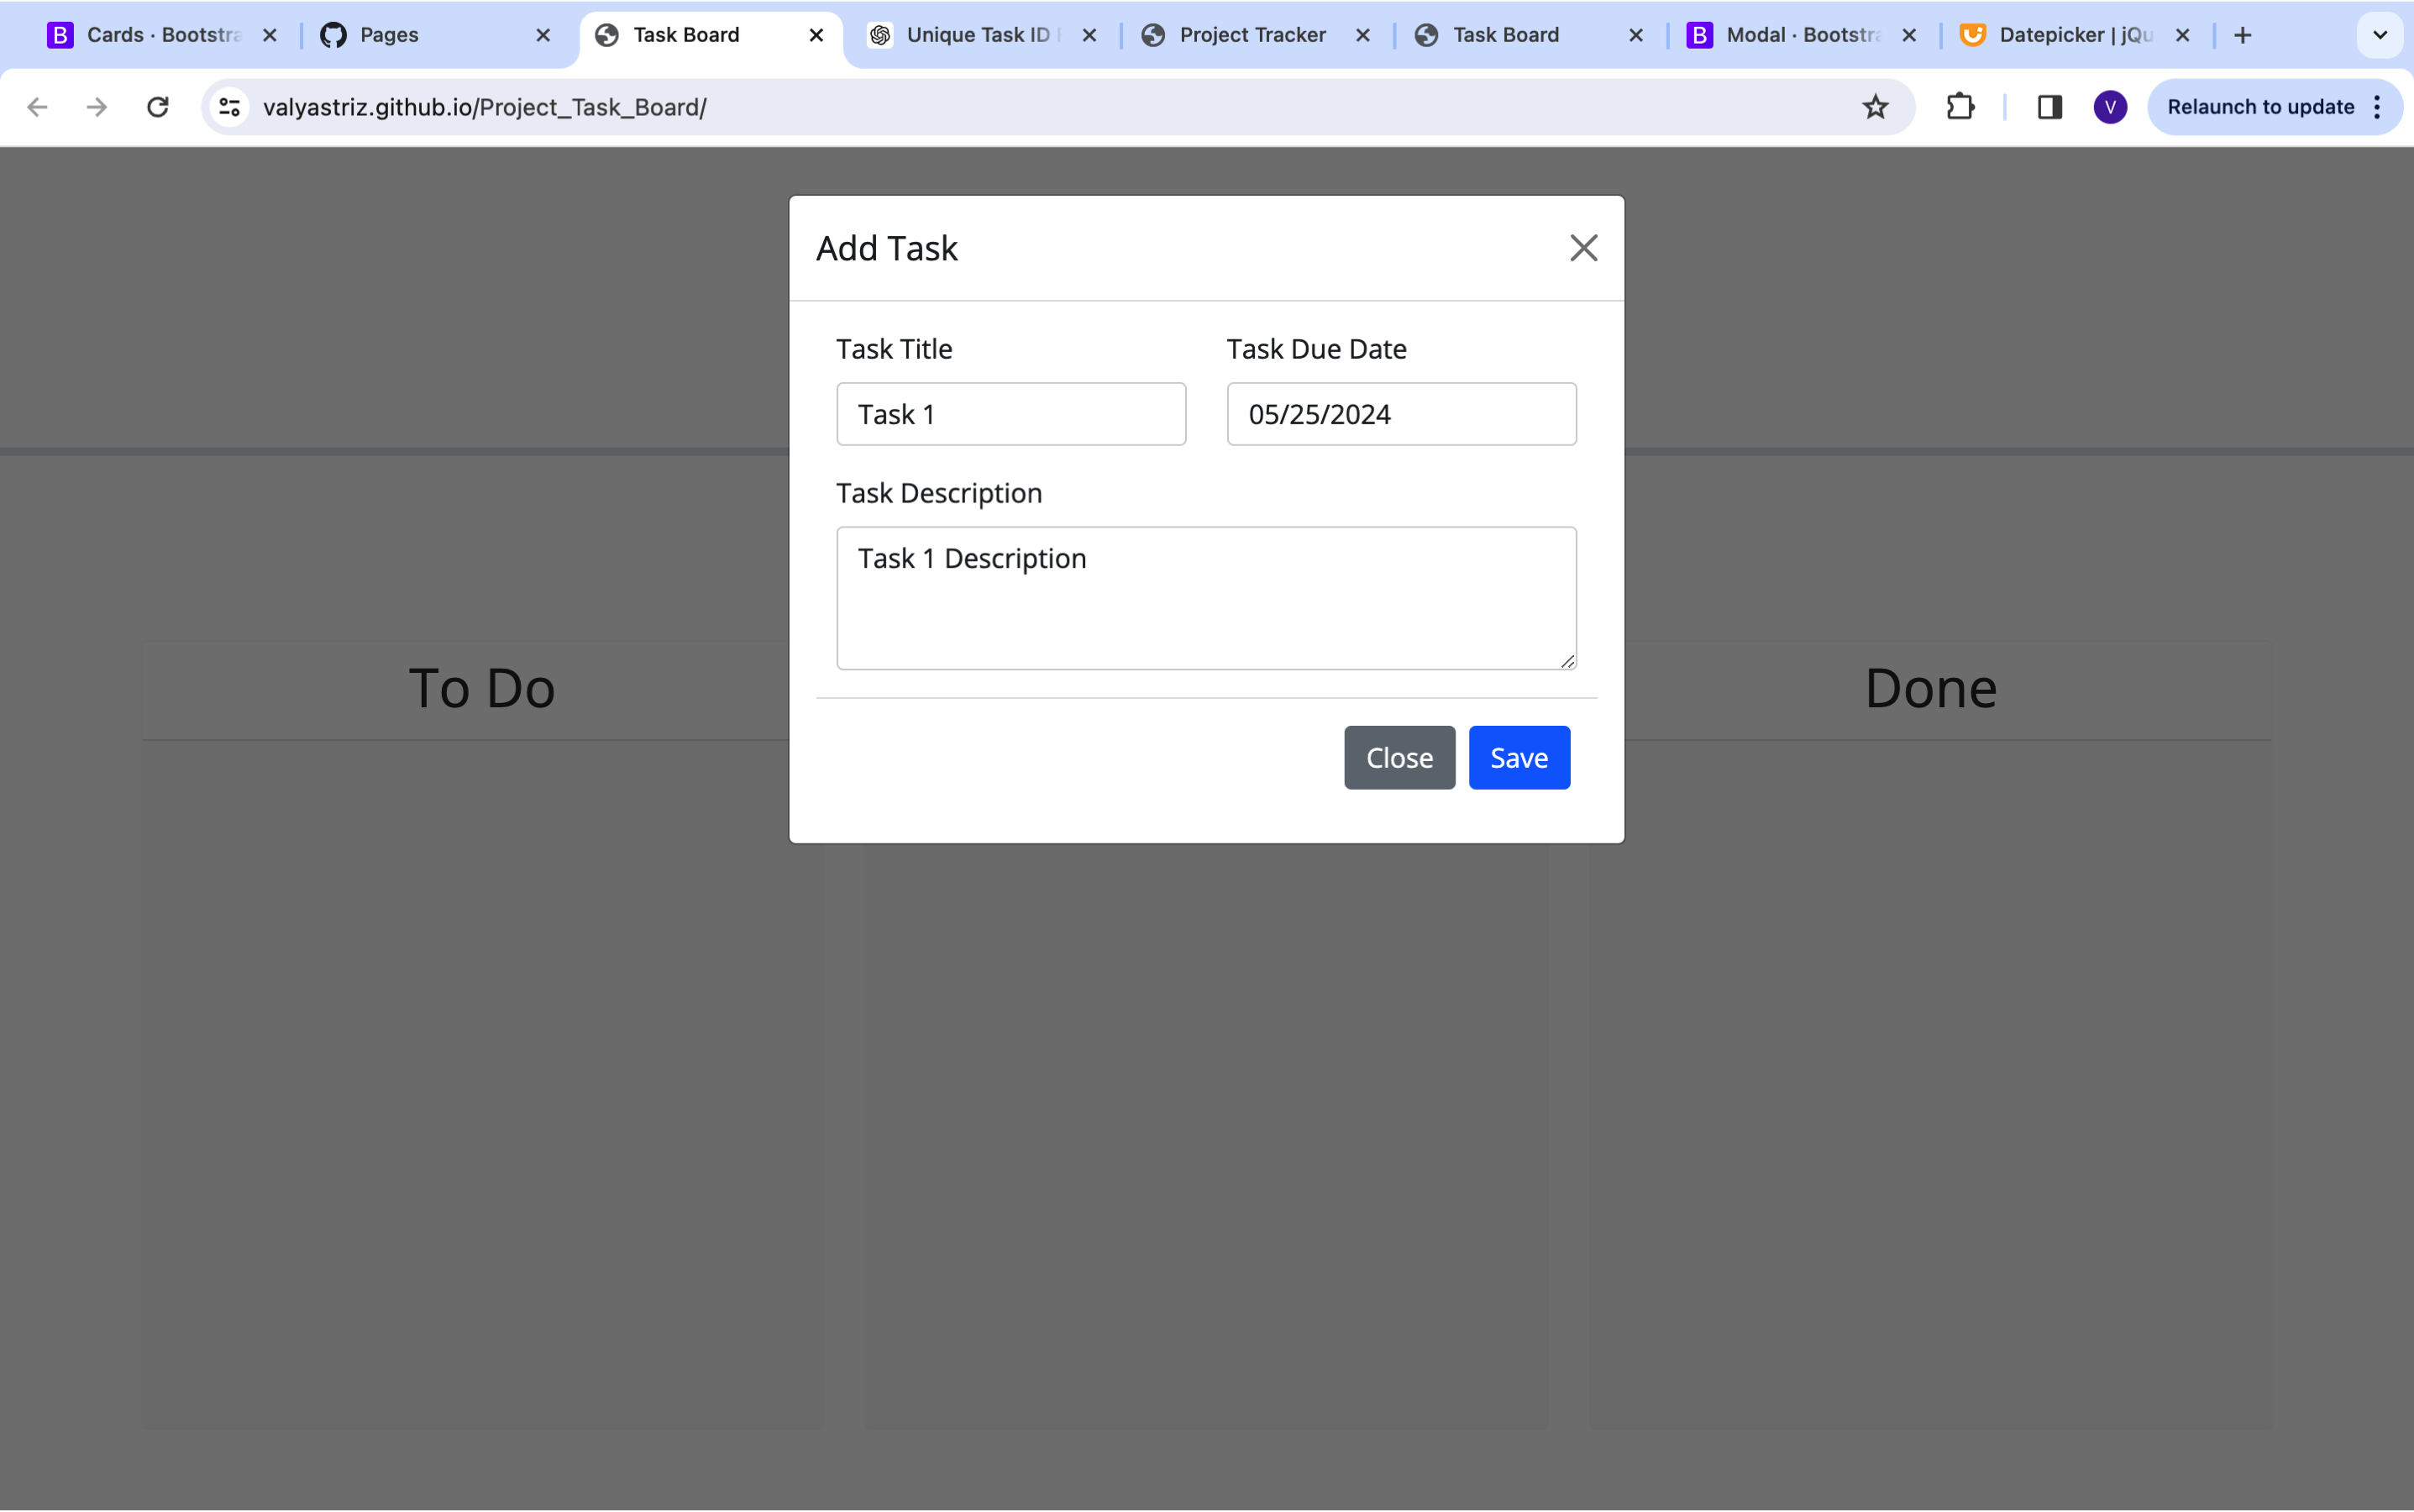 B Cards · Bootstra
Pages
Task Board
Unique Task ID
Project Tracker
Task Board
B Modal · Bootstra
Datepicker | jQu
valyastriz.github.io/Project_Task_Board/
V
Relaunch to update
Add Task
Task Title
Task Due Date
Task 1
05/25/2024
Task Description
Task 1 Description
Close
Save
To Do
Done